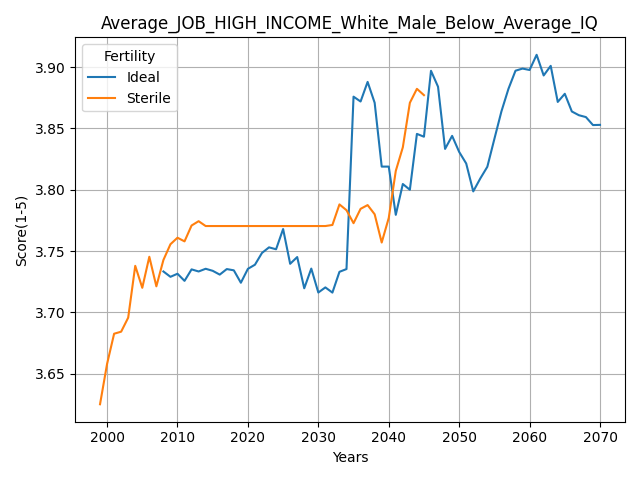 Average_JOB_HIGH_INCOME_White_Male_Below_Average_IQ
Fertility
Ideal
Sterile
Score(1-5)
3.90
3.85
3.80
3.75
3.70
3.65
2000
2010
2020
2030
2040
2050
2060
2070
Years